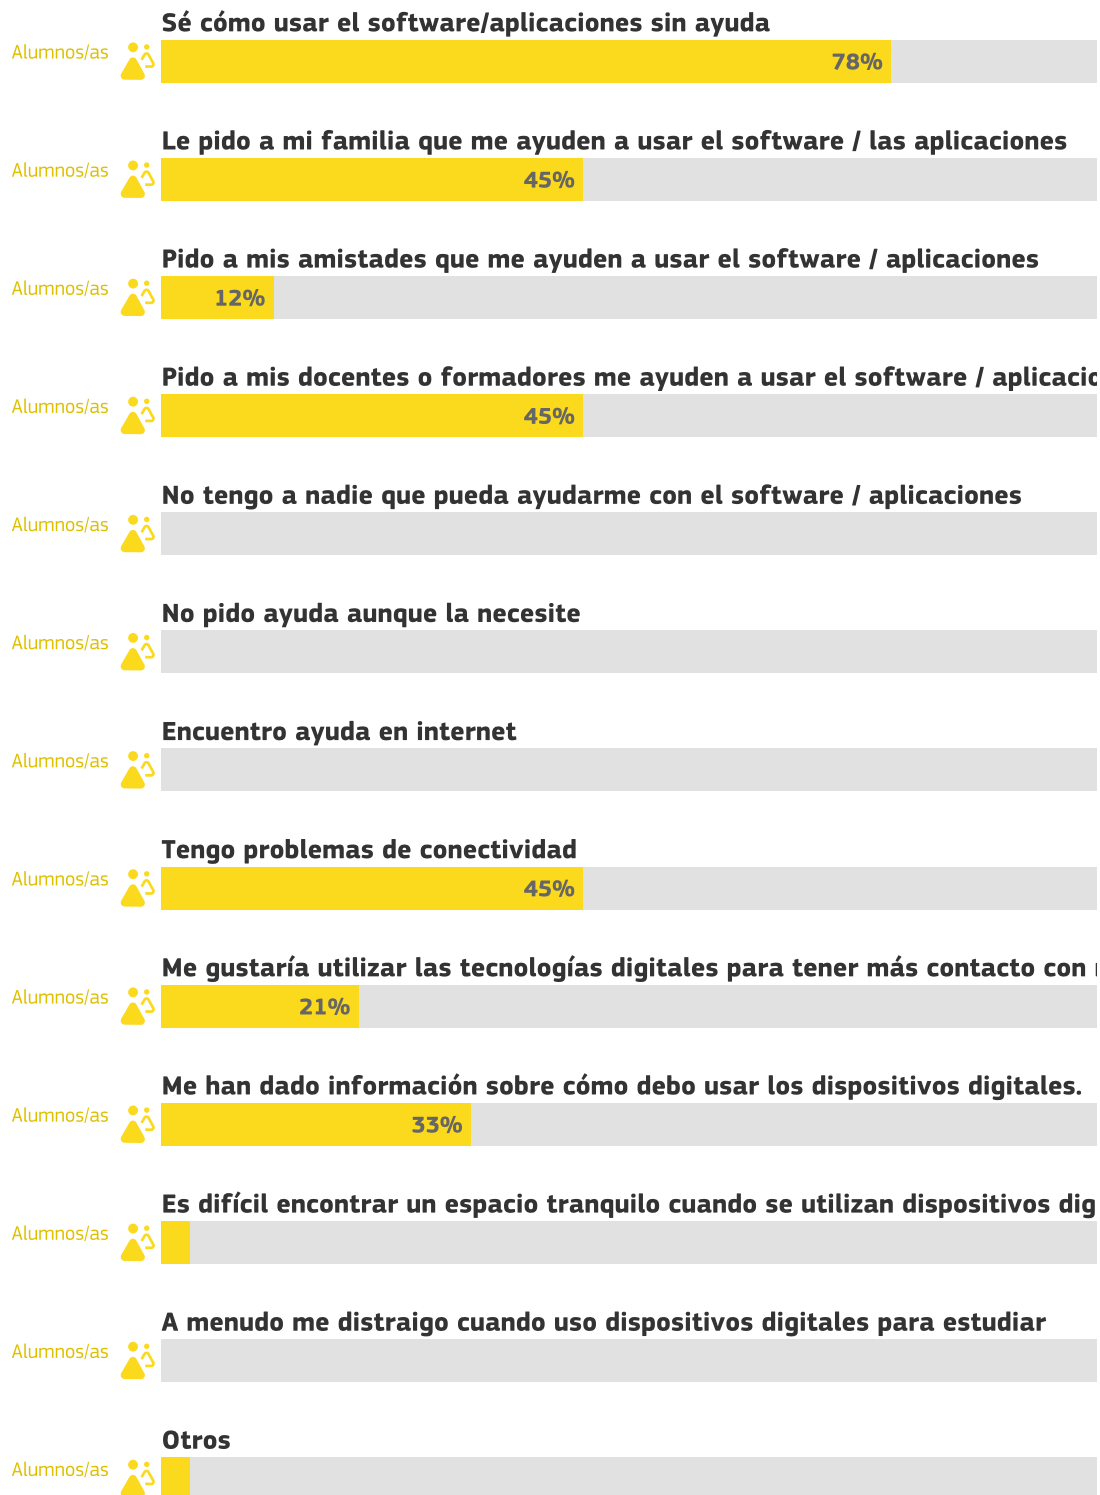 Sé cómo usar el software/aplicaciones sin ayuda
Alumnos/as 78%
Le pido a mi familia que me ayuden a usar el software / las aplicaciones
Alumnos/as 45%
Pido a mis amistades que me ayuden a usar el software / aplicaciones
Alumnos/as 12%
Pido a mis docentes o formadores me ayuden a usar el software / aplicacio
Alumnos/as 45%
No tengo a nadie que pueda ayudarme con el software / aplicaciones
Alumnos/as
No pido ayuda aunque la necesite
Alumnos/as
Encuentro ayuda en internet
Alumnos/as
Tengo problemas de conectividad
Alumnos/as 45%
Me gustaría utilizar las tecnologías digitales para tener más contacto con
Alumnos/as 21%
Me han dado información sobre cómo debo usar los dispositivos digitales.
Alumnos/as 33%
Es difícil encontrar un espacio tranquilo cuando se utilizan dispositivos dig
Alumnos/as
A menudo me distraigo cuando uso dispositivos digitales para estudiar
Alumnos/as
Otros
Alumnos/as